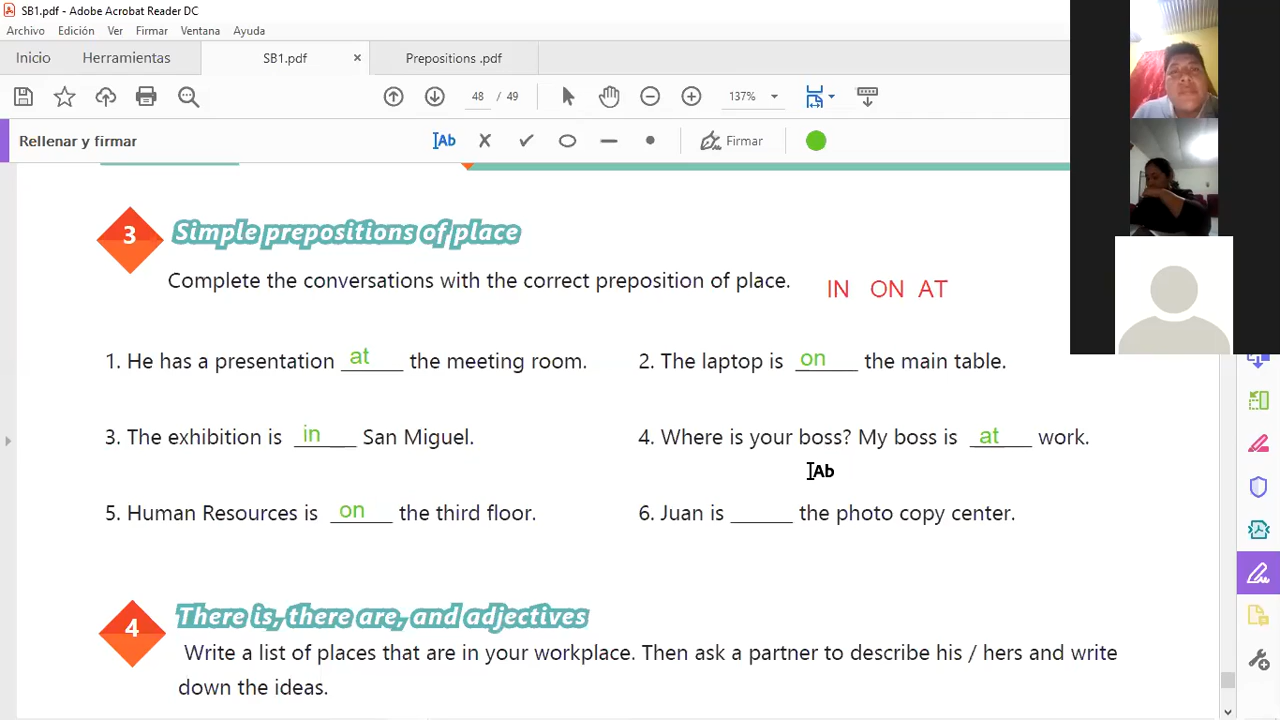 SB1.pdf - Adobe Acrobat Reader DC
Archivo Edición Ver Firmar Ventana Ayuda
Inicio Herramientas SB1.pdf × Prepositions .pdf
48 / 49 137%
Rellenar y firmar Ab Firmar
3 Simple prepositions of place
Complete the conversations with the correct preposition of place. IN ON AT
1. He has a presentation at the meeting room. 2. The laptop is on the main table.
3. The exhibition is in San Miguel. 4. Where is your boss? My boss is at work.
Ab
5. Human Resources is on the third floor. 6. Juan is ______ the photo copy center.
4 There is, there are, and adjectives
Write a list of places that are in your workplace. Then ask a partner to describe his / hers and write
down the ideas.